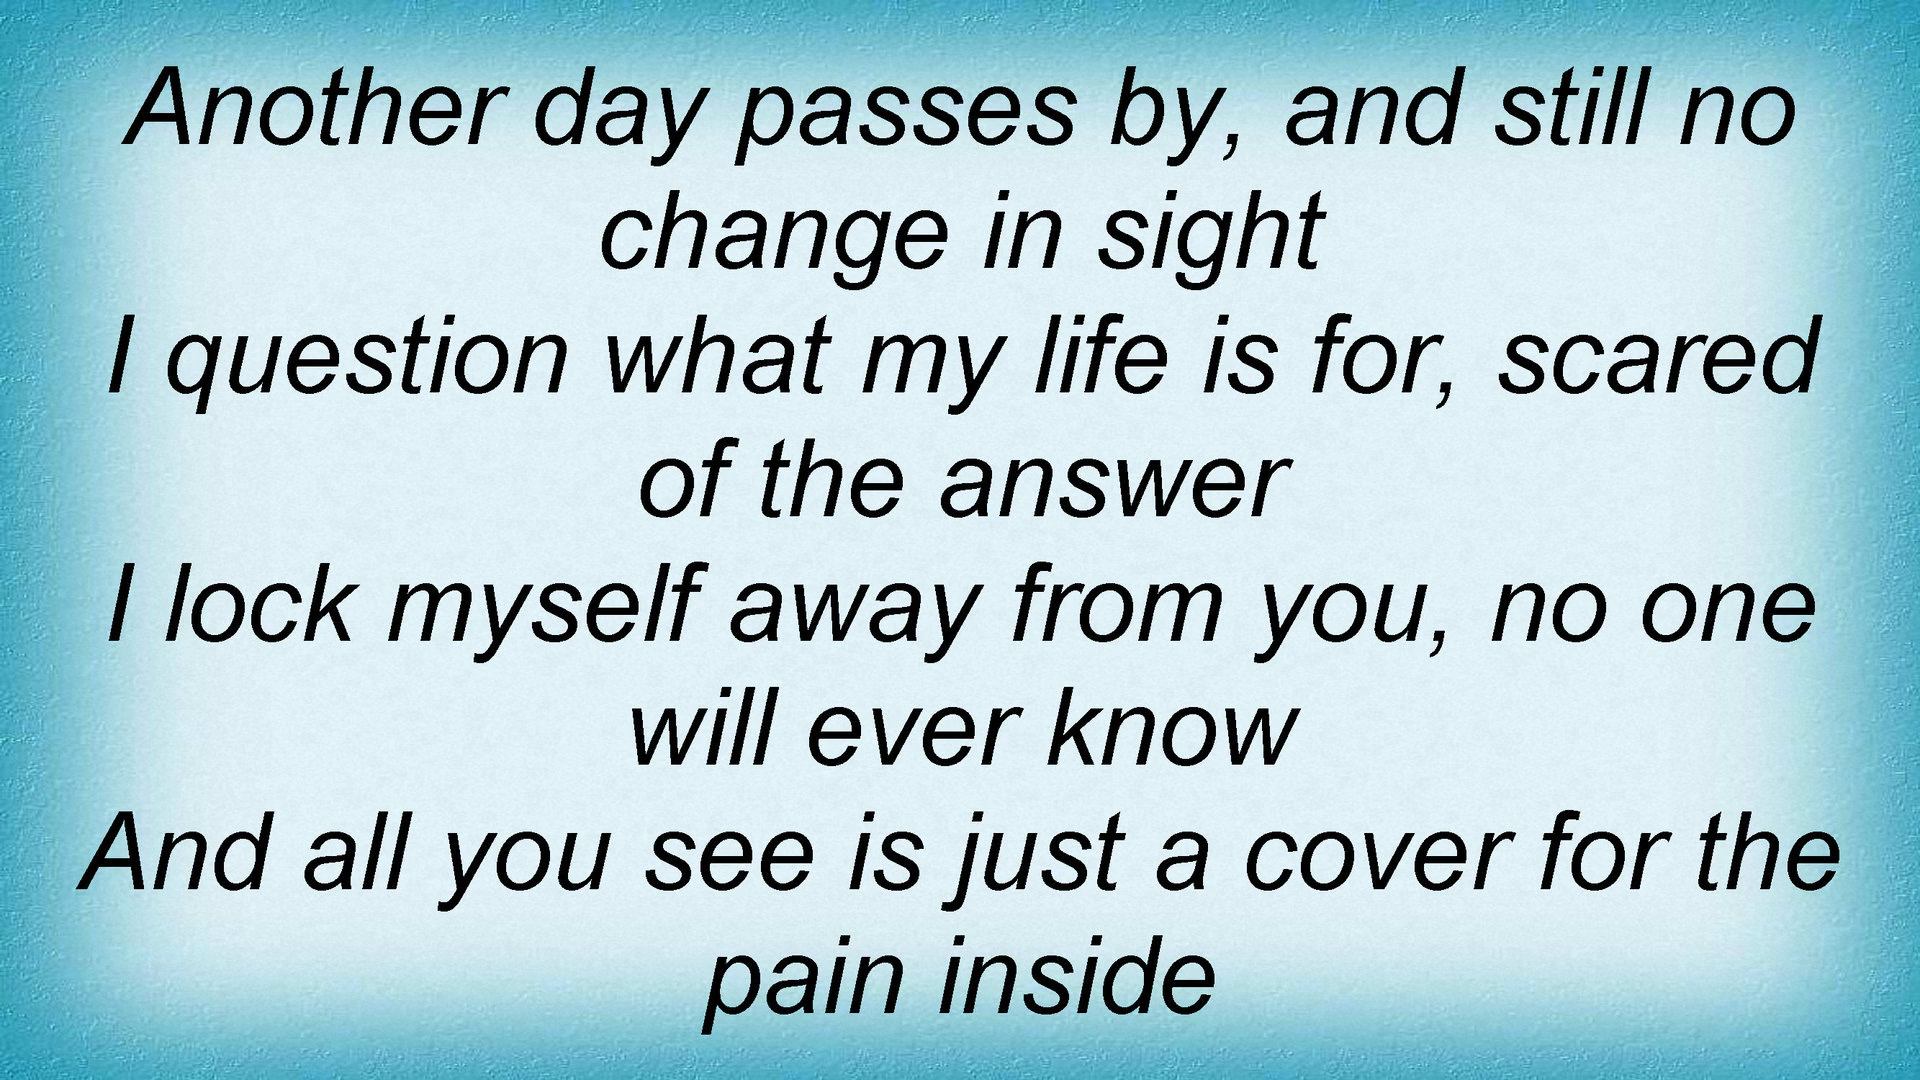 Another day passes by, and still no
change in sight
I question what my life is for, scared
of the answer
I lock myself away from you, no one
will ever know
And all you see is just a cover for the
pain inside